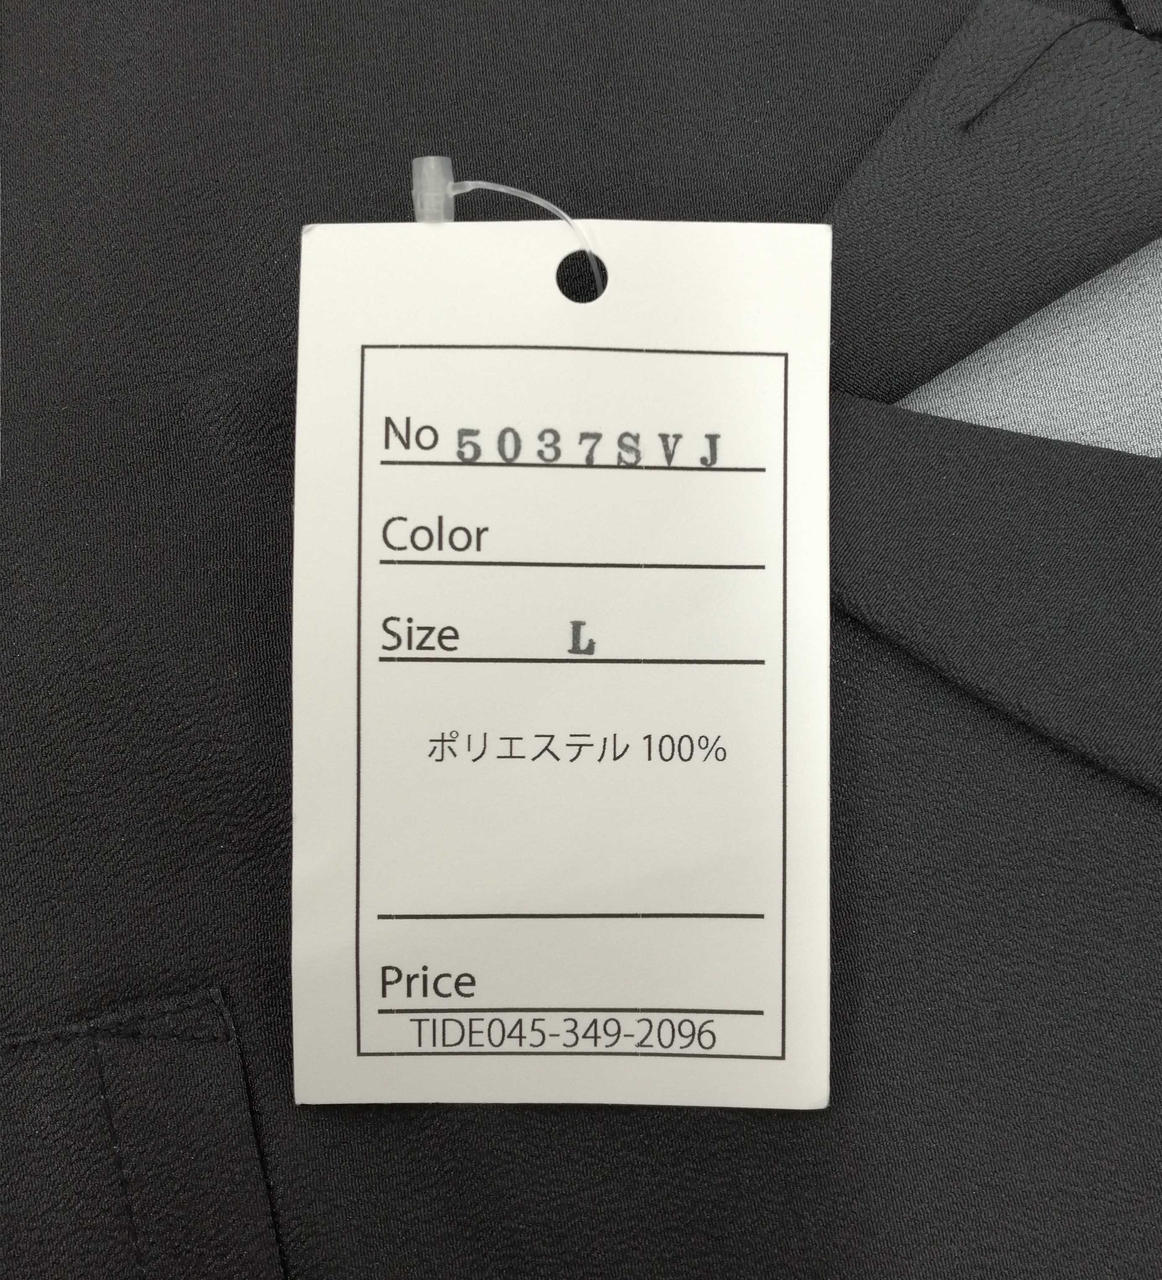 No 5037SVJ
Color
Size L
ポリエステル 100%
Price
TIDE045-349-2096